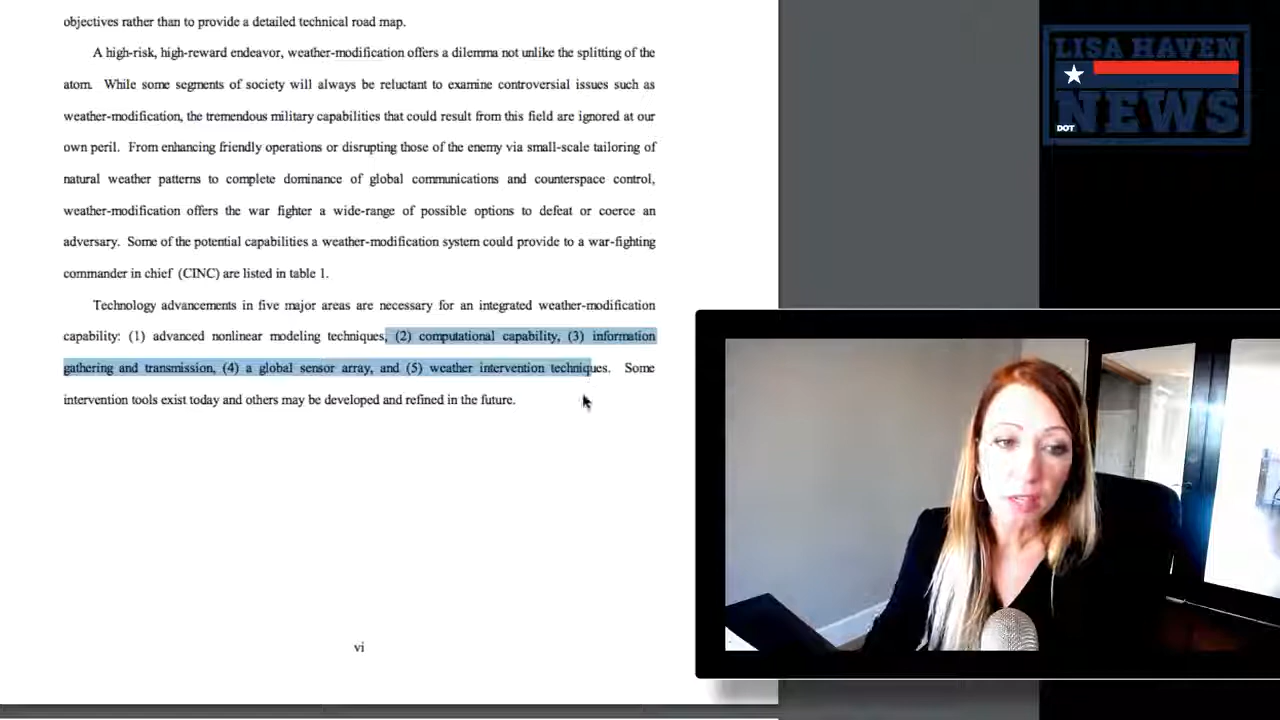 objectives rather than to provide a detailed technical road map.
A high-risk, high-reward endeavor, weather-modification offers a dilemma not unlike the splitting of the
atom. While some segments of society will always be reluctant to examine controversial issues such as
weather-modification, the tremendous military capabilities that could result from this field are ignored at our
own peril. From enhancing friendly operations or disrupting those of the enemy via small-scale tailoring of
natural weather patterns to complete dominance of global communications and counterspace control,
weather-modification offers the war fighter a wide-range of possible options to defeat or coerce an
adversary. Some of the potential capabilities a weather-modification system could provide to a war-fighting
commander in chief (CINC) are listed in table 1.
Technology advancements in five major areas are necessary for an integrated weather-modification
capability: (1) advanced nonlinear modeling techniques, (2) computational capability, (3) information
gathering and transmission, (4) a global sensor array, and (5) weather intervention techniques. Some
intervention tools exist today and others may be developed and refined in the future.
vi
LISA HAVEN
DOT NEWS